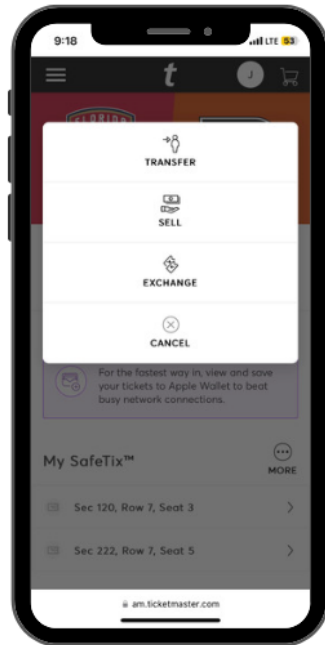 9:18
LTE 53
t
J
FLORIDA
TRANSFER
SELL
EXCHANGE
CANCEL
For the fastest way in, view and save
your tickets to Apple Wallet to beat
busy network connections.
My SafeTix™
MORE
Sec 120, Row 7, Seat 3
Sec 222, Row 7, Seat 5
am.ticketmaster.com